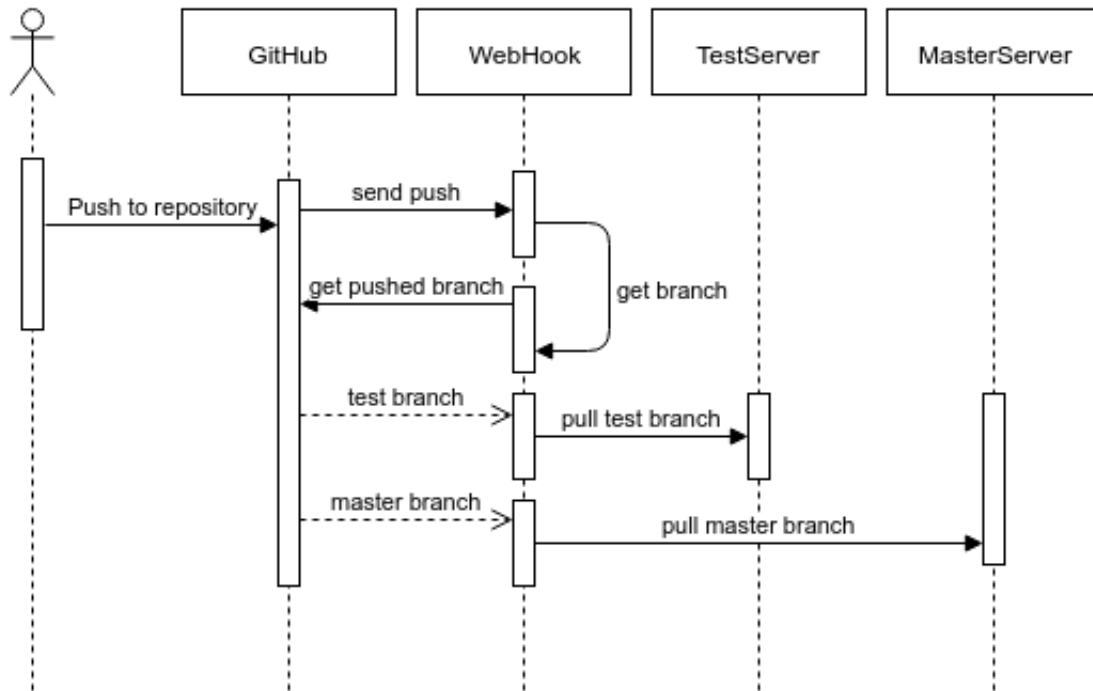 GitHub
WebHook
TestServer
MasterServer
send push
Push to repository
get pushed branch
get branch
test branch
pull test branch
master branch
pull master branch